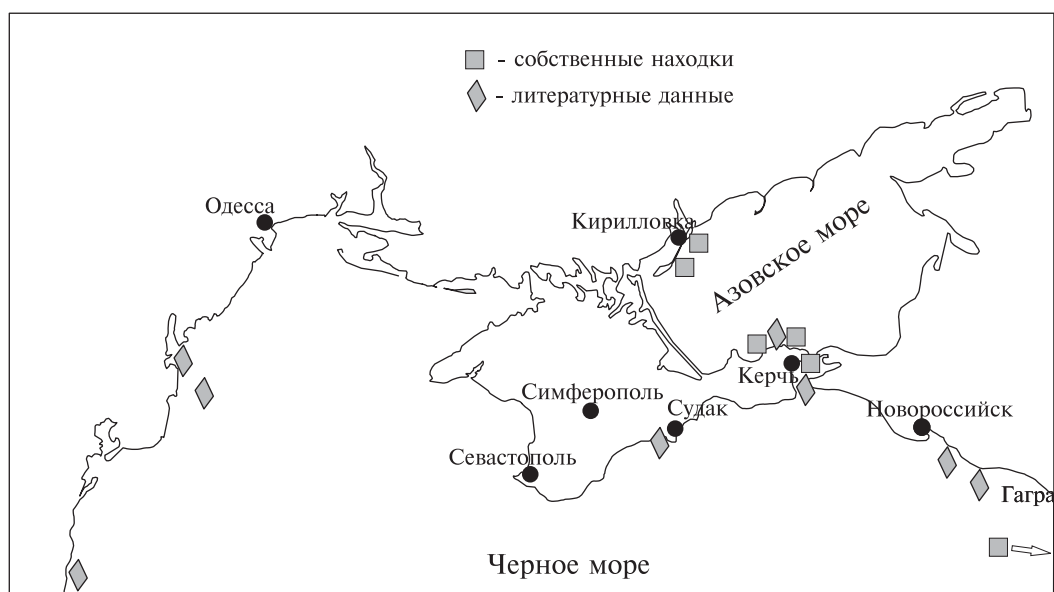 - собственные находки
- литературные данные
Одесса
Кирилловка
Азовское море
Керчь
Симферополь
Судак
Новороссийск
Севастополь
Гагра
Черное море